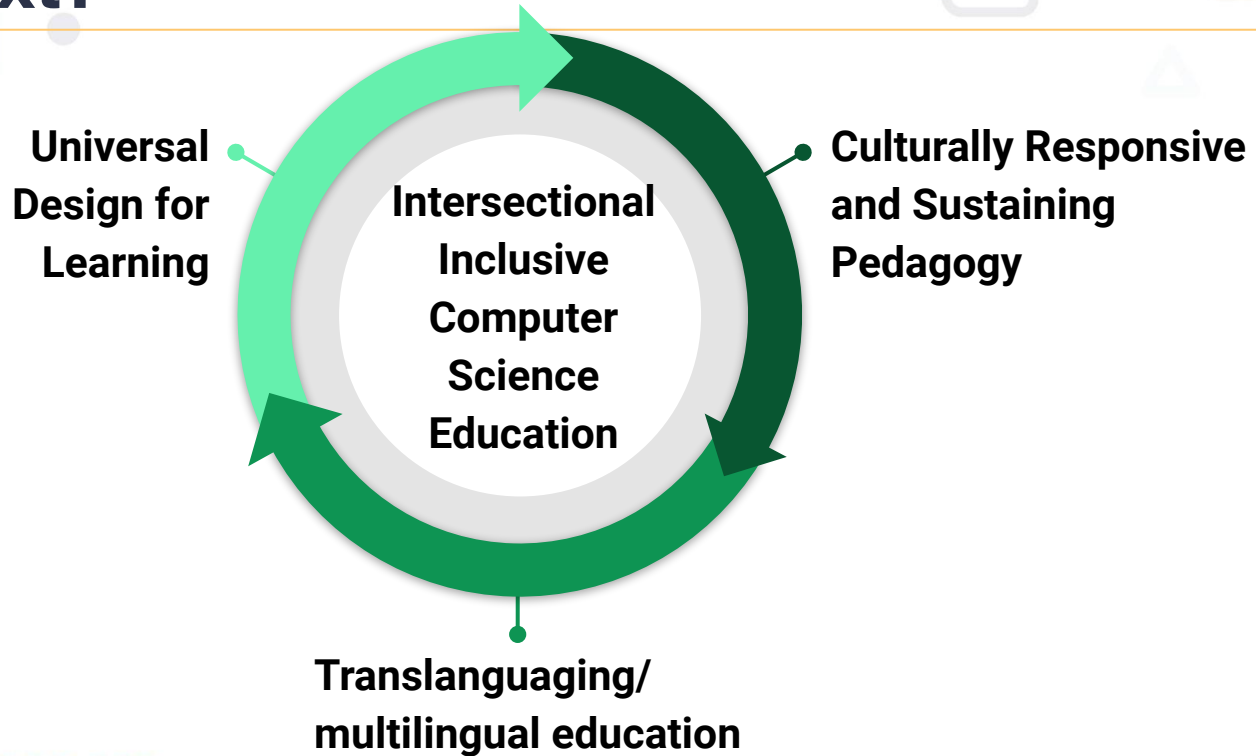 Universal
Design for
Learning
Culturally Responsive
and Sustaining
Pedagogy
Intersectional
Inclusive
Computer
Science
Education
Translanguaging/
multilingual education